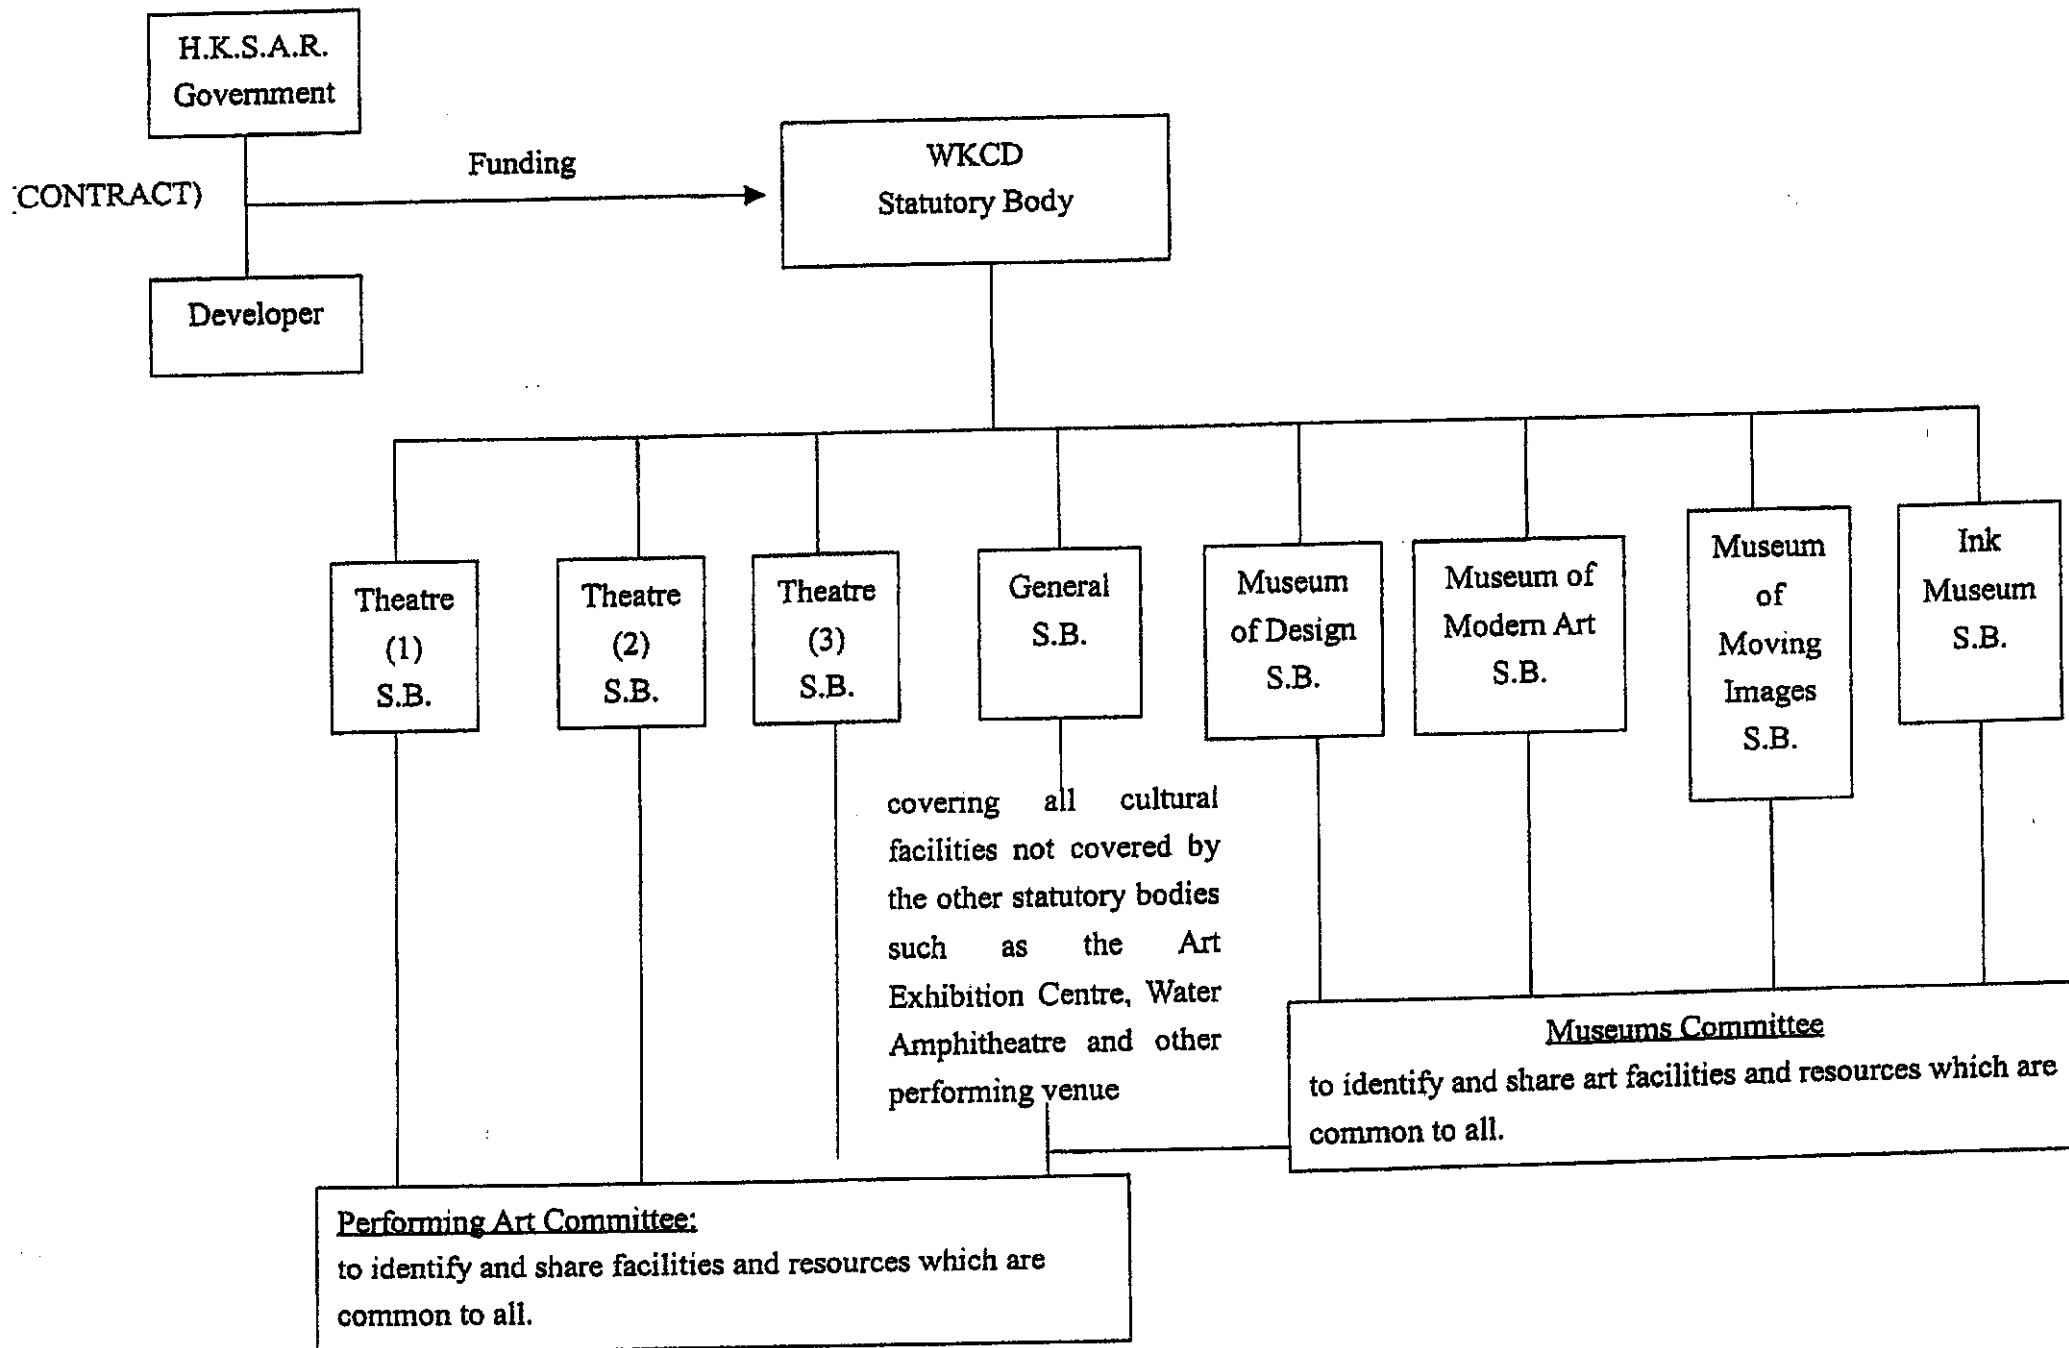 H.K.S.A.R.
Government
CONTRACT)
Funding
WKCD
Statutory Body
Developer
Theatre
(1)
S.B.
Theatre
(2)
S.B.
Theatre
(3)
S.B.
General
S.B.
Museum
of Design
S.B.
Museum of
Modern Art
S.B.
Museum
of
Moving
Images
S.B.
Ink
Museum
S.B.
covering all cultural
facilities not covered by
the other statutory bodies
such as the Art
Exhibition Centre, Water
Amphitheatre and other
performing venue
Museums Committee
to identify and share art facilities and resources which are
common to all.
Performing Art Committee:
to identify and share facilities and resources which are
common to all.